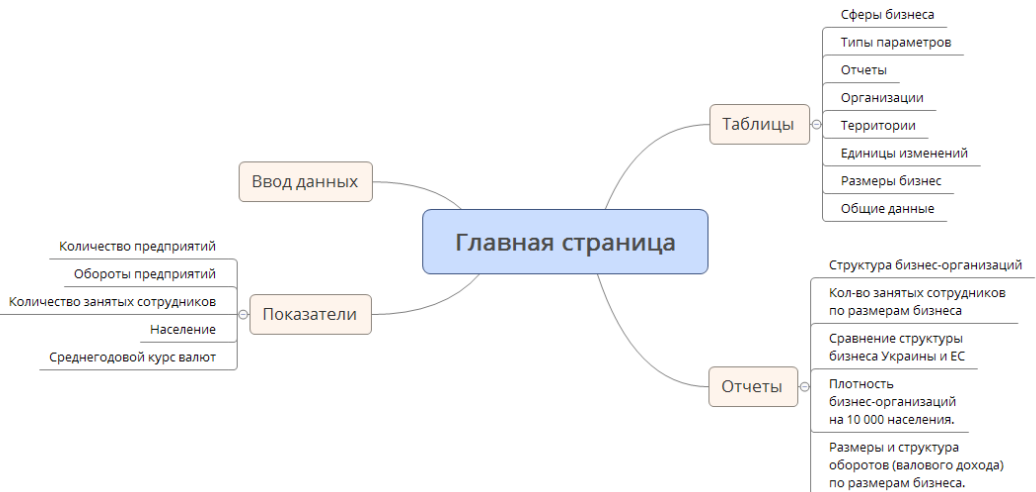 Главная страница
Ввод данных
Показатели
Количество предприятий
Обороты предприятий
Количество занятых сотрудников
Население
Среднегодовой курс валют
Таблицы
Сферы бизнеса
Типы параметров
Отчеты
Организации
Территории
Единицы изменений
Размеры бизнес
Общие данные
Отчеты
Структура бизнес-организаций
Кол-во занятых сотрудников
по размерам бизнеса
Сравнение структуры
бизнеса Украины и ЕС
Плотность
бизнес-организаций
на 10 000 населения.
Размеры и структура
оборотов (валового дохода)
по размерам бизнеса.